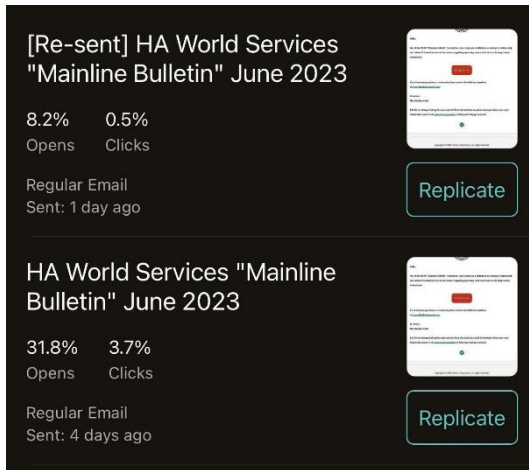 [Re-sent] HA World Services
"Mainline Bulletin" June 2023
8.2% 0.5%
Opens Clicks
Regular Email
Sent: 1 day ago
Replicate
HA World Services "Mainline
Bulletin" June 2023
31.8% 3.7%
Opens Clicks
Regular Email
Sent: 4 days ago
Replicate